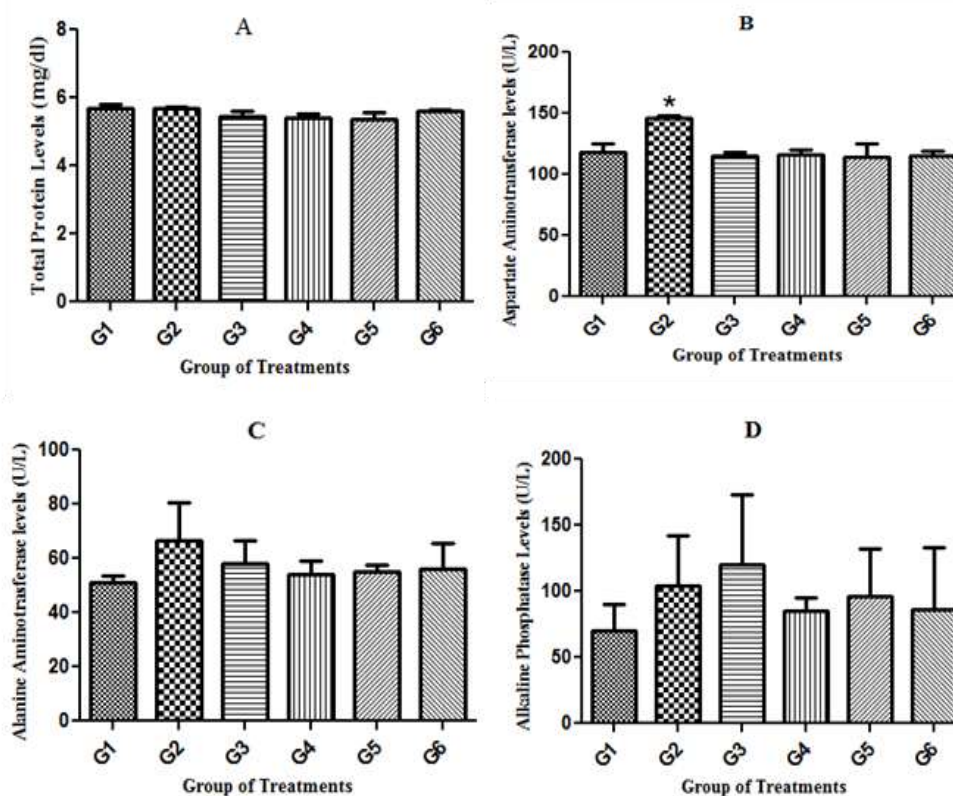 A
Total Protein Levels (mg/dl)
8
6
4
2
0
G1 G2 G3 G4 G5 G6
Group of Treatments
B
Aspartate Aminotransferase levels (U/L)
200
150
100
50
0
*
G1 G2 G3 G4 G5 G6
Group of Treatments
C
Alanine Aminotrasferase levels (U/L)
100
80
60
40
20
0
G1 G2 G3 G4 G5 G6
Group of Treatments
D
Alkaline Phosphatase Levels (U/L)
200
150
100
50
0
G1 G2 G3 G4 G5 G6
Group of Treatments